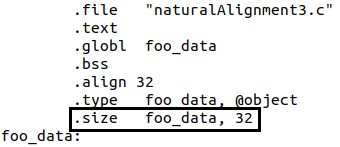 .file "naturalAlignment3.c"
.text
.globl foo_data
.bss
.align 32
.type foo_data, @object
.size foo_data, 32
foo_data: